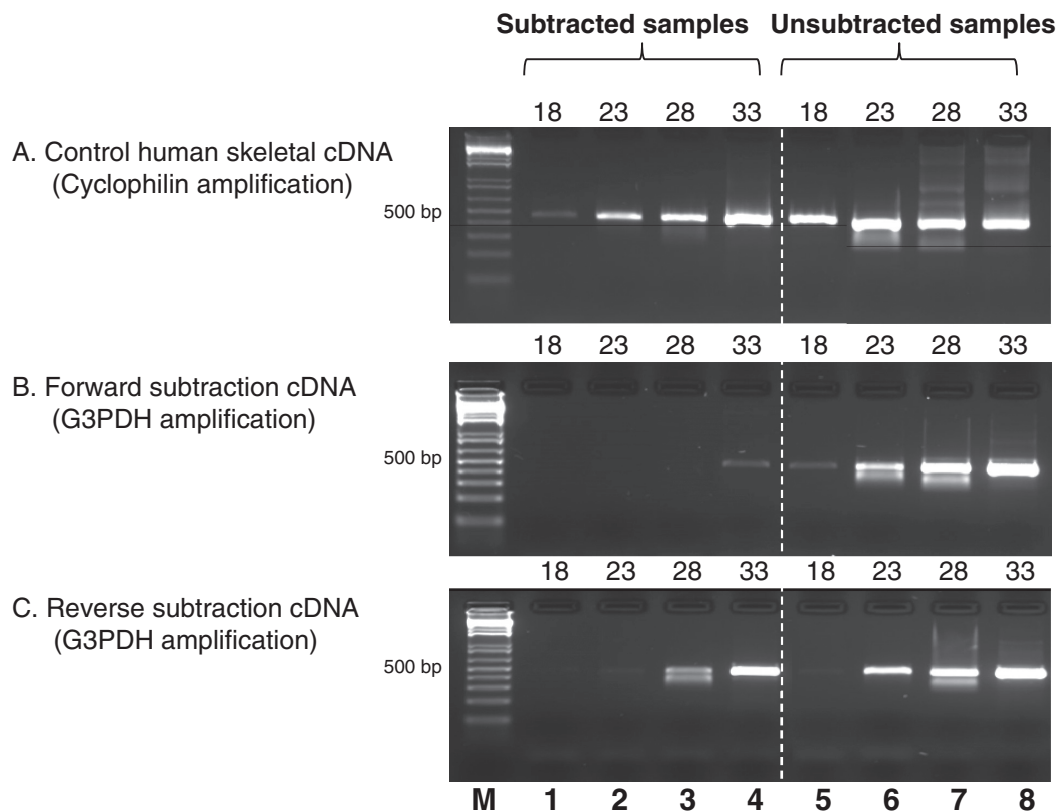 Subtracted samples Unsubtracted samples
18 23 28 33 18 23 28 33
A. Control human skeletal cDNA
(Cyclophilin amplification)
500 bp
18 23 28 33 18 23 28 33
B. Forward subtraction cDNA
(G3PDH amplification)
500 bp
18 23 28 33 18 23 28 33
C. Reverse subtraction cDNA
(G3PDH amplification)
500 bp
M 1 2 3 4 5 6 7 8